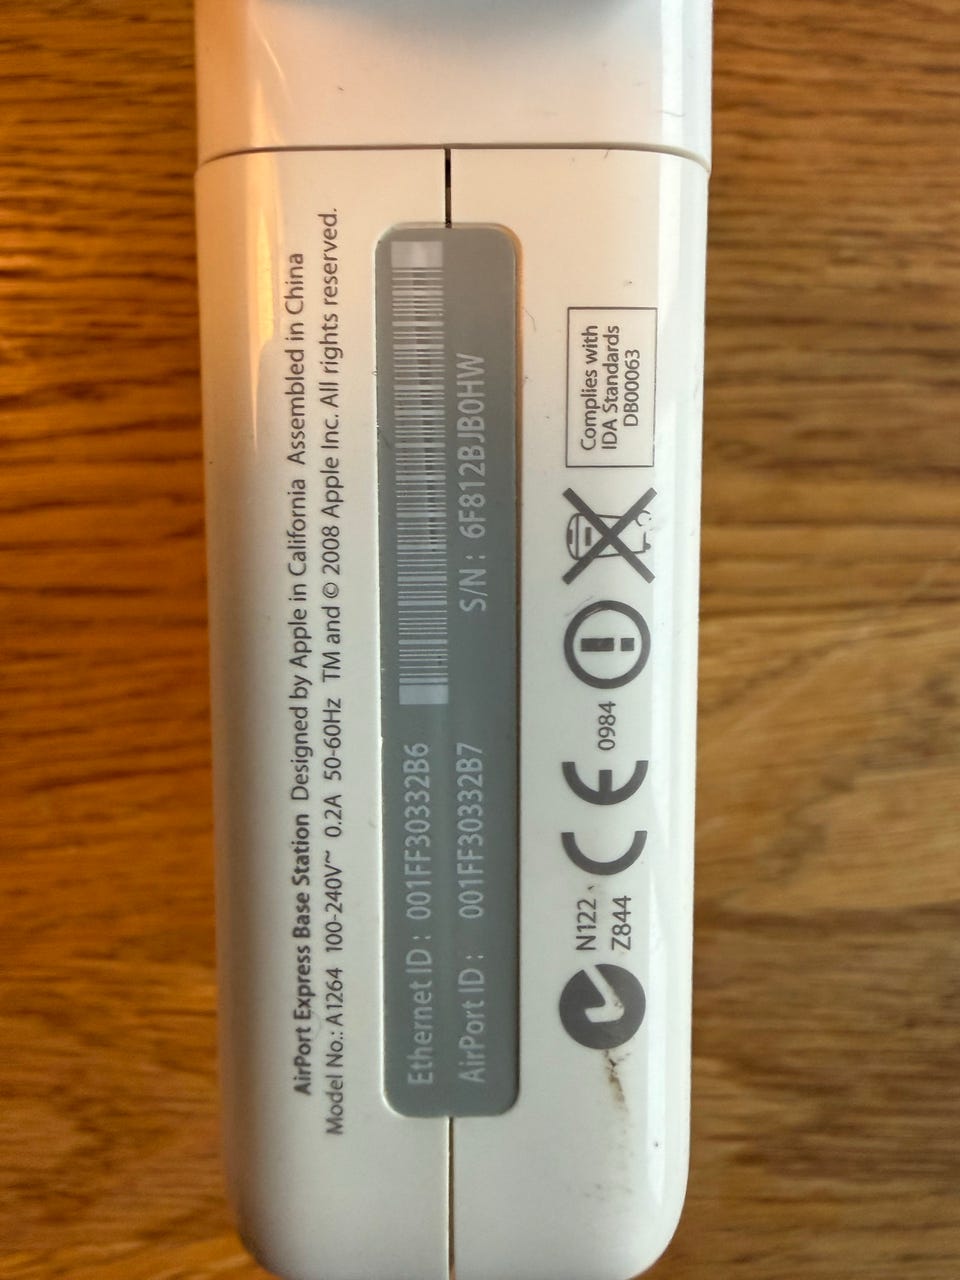 AirPort Express Base Station Designed by Apple in California Assembled in China
Model No.: A1264 100-240V~ 0.2A 50-60Hz TM and © 2008 Apple Inc. All rights reserved.
Ethernet ID : 001FF30332B6
AirPort ID : 001FF30332B7 S/N : 6F812BJB0HW
N122
Z844
CE 0984
Complies with
IDA Standards
DB00063